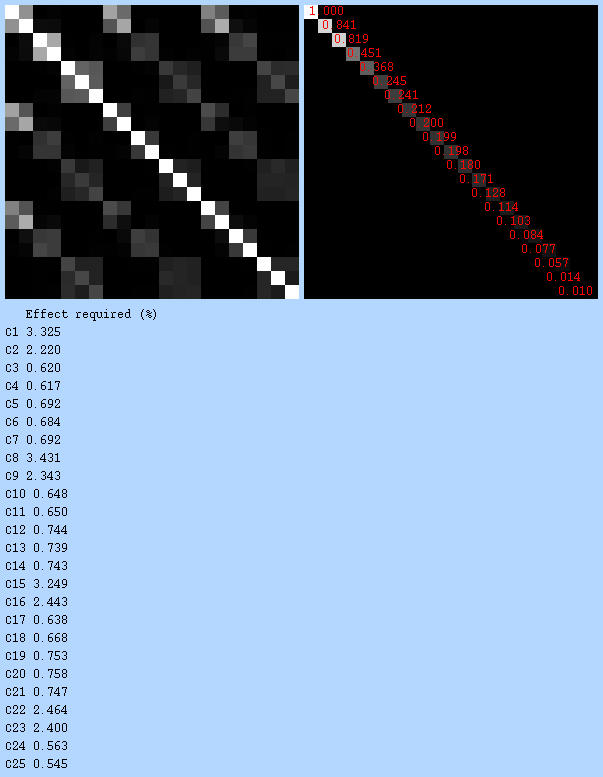 1.000
0.841
0.819
0.451
0.368
0.245
0.241
0.212
0.200
0.199
0.198
0.180
0.171
0.128
0.114
0.103
0.084
0.077
0.057
0.014
0.010
Effect required (%)
C1 3.325
C2 2.220
C3 0.620
C4 0.617
C5 0.692
C6 0.684
C7 0.692
C8 3.431
C9 2.343
C10 0.648
C11 0.650
C12 0.744
C13 0.739
C14 0.743
C15 3.249
C16 2.443
C17 0.638
C18 0.668
C19 0.753
C20 0.758
C21 0.747
C22 2.464
C23 2.400
C24 0.563
C25 0.545